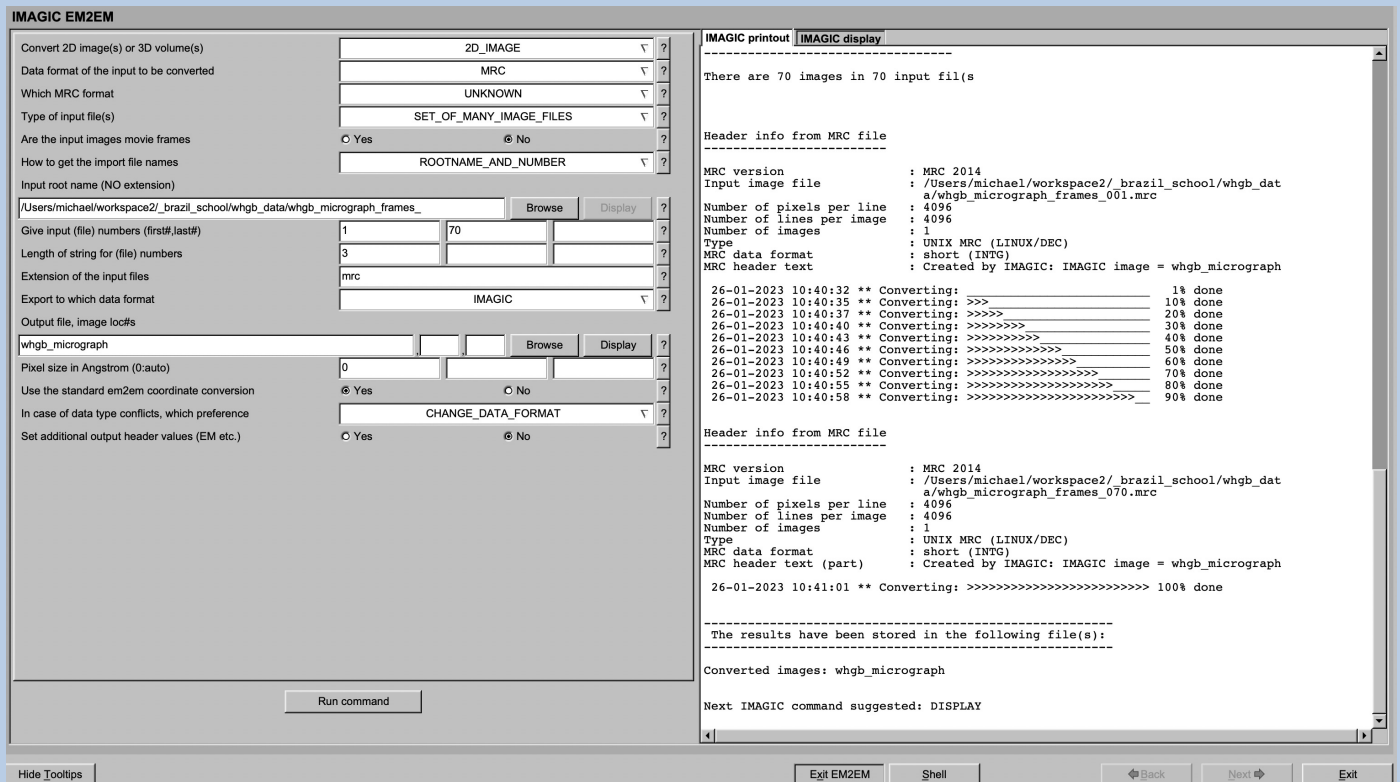 IMAGIC EM2EM
Convert 2D image(s) or 3D volume(s) 2D_IMAGE ?
Data format of the input to be converted MRC ?
Which MRC format UNKNOWN ?
Type of input file(s) SET_OF_MANY_IMAGE_FILES ?
Are the input images movie frames Yes No ?
How to get the import file names ROOTNAME_AND_NUMBER ?
Input root name (NO extension)
/Users/michael/workspace2/_brazil_school/whgb_data/whgb_micrograph_frames_ Browse Display ?
Give input (file) numbers (first#,last#) 1 70 ?
Length of string for (file) numbers 3 ?
Extension of the input files mrc ?
Export to which data format IMAGIC ?
Output file, image loc#s
whgb_micrograph , , Browse Display ?
Pixel size in Angstrom (0:auto) 0 ?
Use the standard em2em coordinate conversion Yes No ?
In case of data type conflicts, which preference CHANGE_DATA_FORMAT ?
Set additional output header values (EM etc.) Yes No ?
Run command
IMAGIC printout IMAGIC display
----------------------------------
There are 70 images in 70 input fil(s
Header info from MRC file
-------------------------
MRC version : MRC 2014
Input image file : /Users/michael/workspace2/_brazil_school/whgb_dat
a/whgb_micrograph_frames_001.mrc
Number of pixels per line : 4096
Number of lines per image : 4096
Number of images : 1
Type : UNIX MRC (LINUX/DEC)
MRC data format : short (INTG)
MRC header text : Created by IMAGIC: IMAGIC image = whgb_micrograph
26-01-2023 10:40:32 ** Converting: _________________________ 1% done
26-01-2023 10:40:35 ** Converting: >>>______________________ 10% done
26-01-2023 10:40:37 ** Converting: >>>>>____________________ 20% done
26-01-2023 10:40:40 ** Converting: >>>>>>>>_________________ 30% done
26-01-2023 10:40:43 ** Converting: >>>>>>>>>>_______________ 40% done
26-01-2023 10:40:46 ** Converting: >>>>>>>>>>>>>____________ 50% done
26-01-2023 10:40:49 ** Converting: >>>>>>>>>>>>>>>__________ 60% done
26-01-2023 10:40:52 ** Converting: >>>>>>>>>>>>>>>>>>_______ 70% done
26-01-2023 10:40:55 ** Converting: >>>>>>>>>>>>>>>>>>>>_____ 80% done
26-01-2023 10:40:58 ** Converting: >>>>>>>>>>>>>>>>>>>>>>>__ 90% done
Header info from MRC file
-------------------------
MRC version : MRC 2014
Input image file : /Users/michael/workspace2/_brazil_school/whgb_dat
a/whgb_micrograph_frames_070.mrc
Number of pixels per line : 4096
Number of lines per image : 4096
Number of images : 1
Type : UNIX MRC (LINUX/DEC)
MRC data format : short (INTG)
MRC header text (part) : Created by IMAGIC: IMAGIC image = whgb_micrograph
26-01-2023 10:41:01 ** Converting: >>>>>>>>>>>>>>>>>>>>>>>>> 100% done
--------------------------------------------------------
The results have been stored in the following file(s):
--------------------------------------------------------
Converted images: whgb_micrograph
Next IMAGIC command suggested: DISPLAY
Hide Tooltips Exit EM2EM Shell Back Next Exit